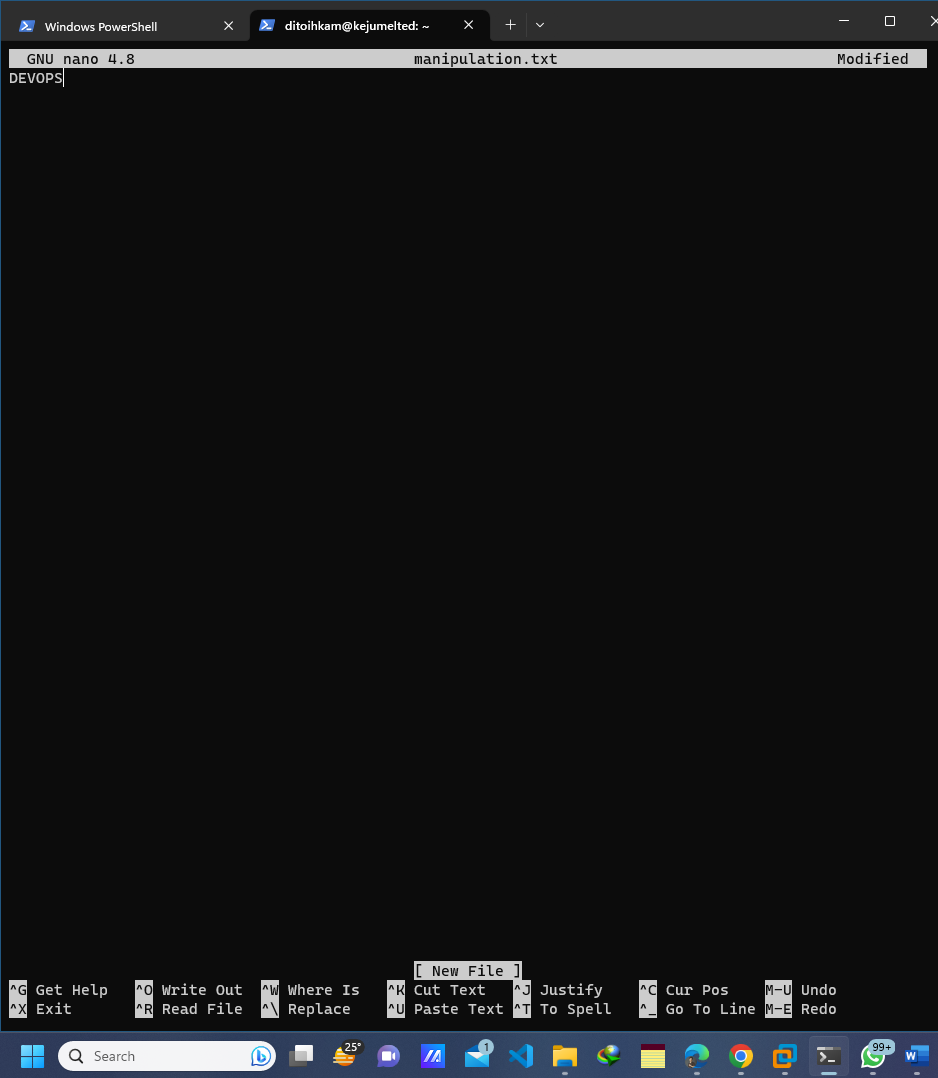 Windows PowerShell
ditoihkam@kejumelted: ~
GNU nano 4.8 manipulation.txt Modified
DEVOPS
[ New File ]
^G Get Help ^O Write Out ^W Where Is ^K Cut Text ^J Justify ^C Cur Pos M-U Undo
^X Exit ^R Read File ^\ Replace ^U Paste Text ^T To Spell ^_ Go To Line M-E Redo
Search 25° 1 99+